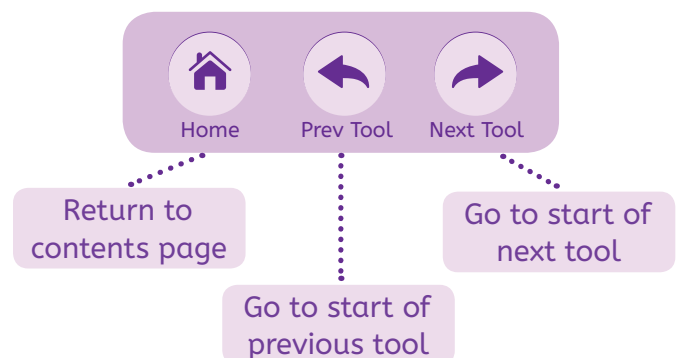 Home
Prev Tool
Next Tool
Return to
contents page
Go to start of
next tool
Go to start of
previous tool